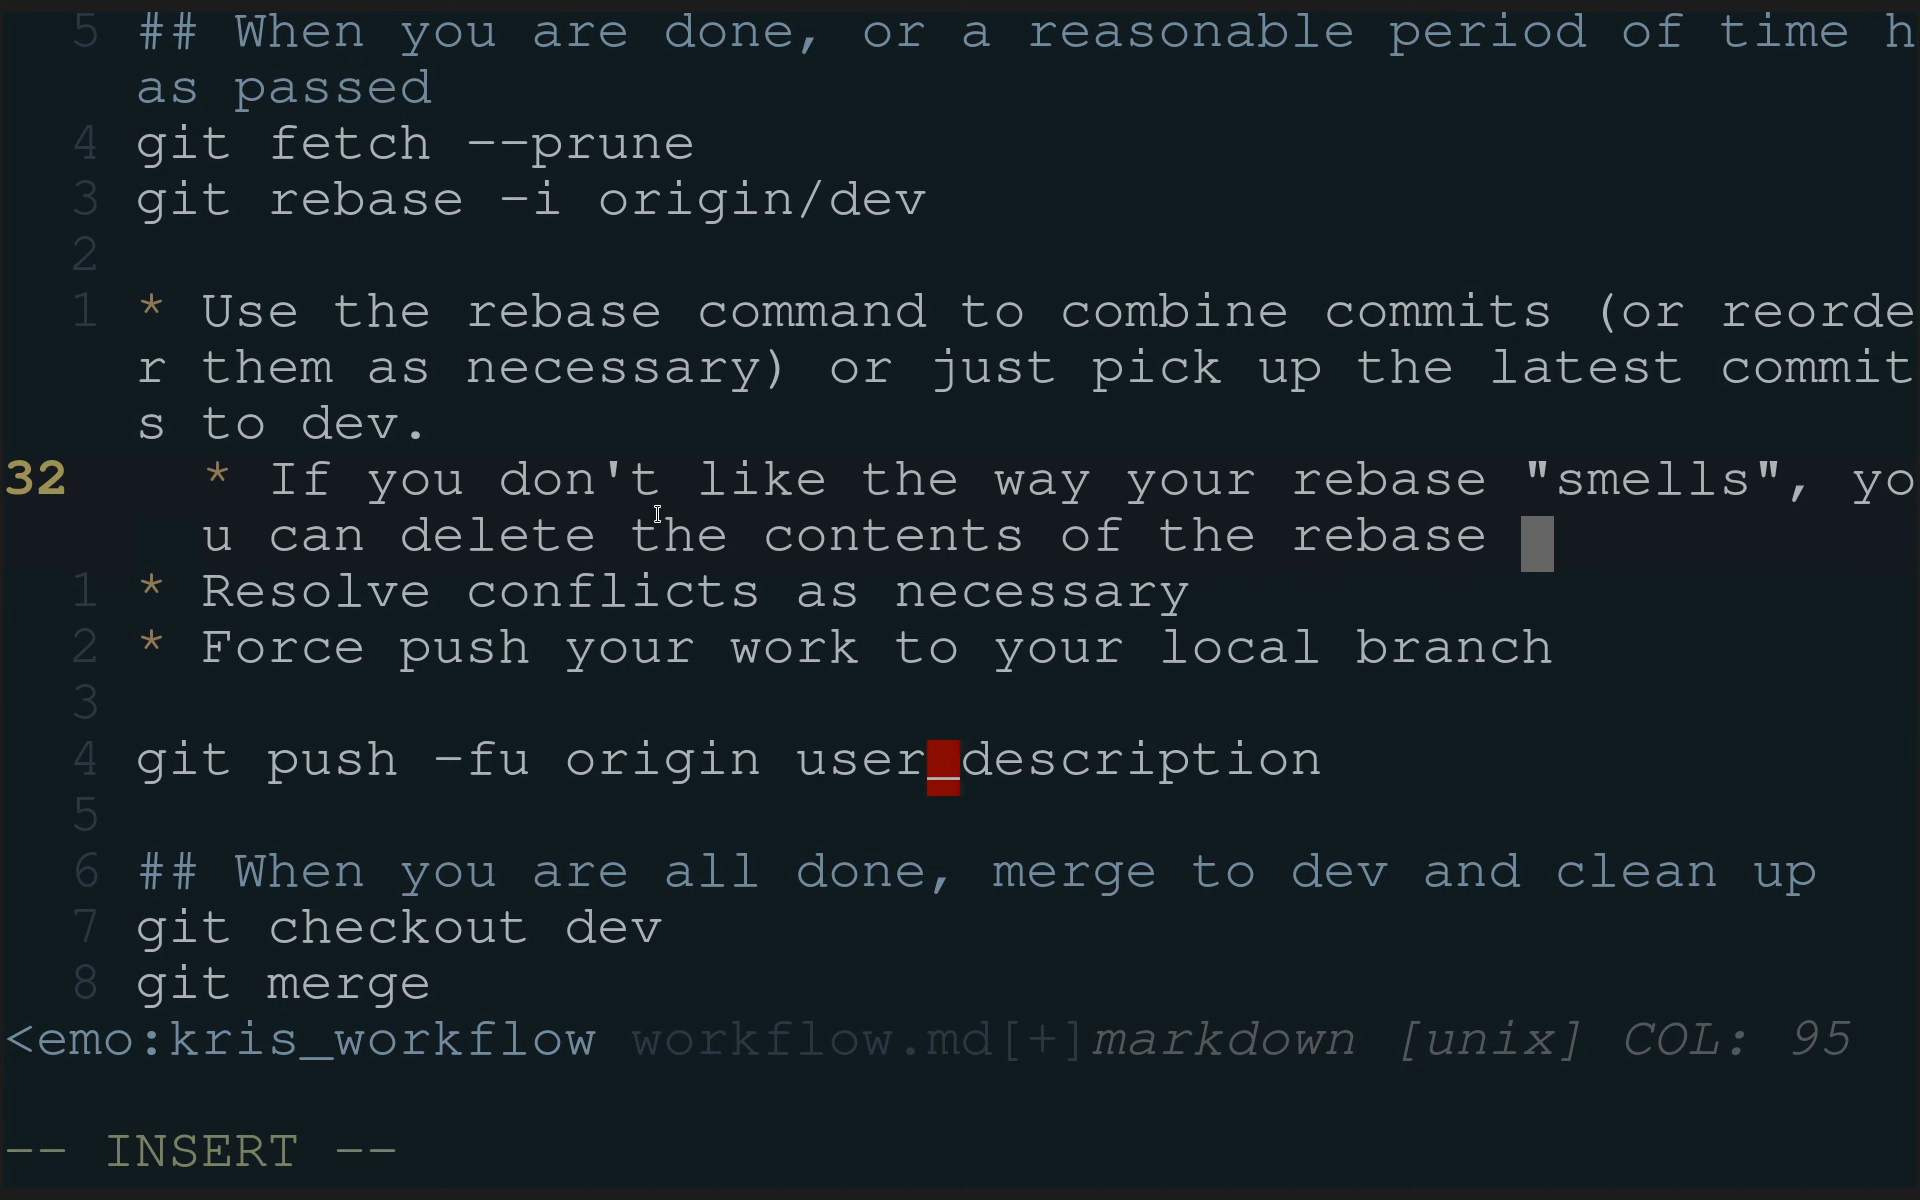 5 ## When you are done, or a reasonable period of time h
as passed
4 git fetch --prune
3 git rebase -i origin/dev
2
1 * Use the rebase command to combine commits (or reorde
r them as necessary) or just pick up the latest commit
s to dev.
32 * If you don't like the way your rebase "smells", yo
u can delete the contents of the rebase
1 * Resolve conflicts as necessary
2 * Force push your work to your local branch
3
4 git push -fu origin user_description
5
6 ## When you are all done, merge to dev and clean up
7 git checkout dev
8 git merge
<emo:kris_workflow workflow.md[+]markdown [unix] COL: 95
-- INSERT --